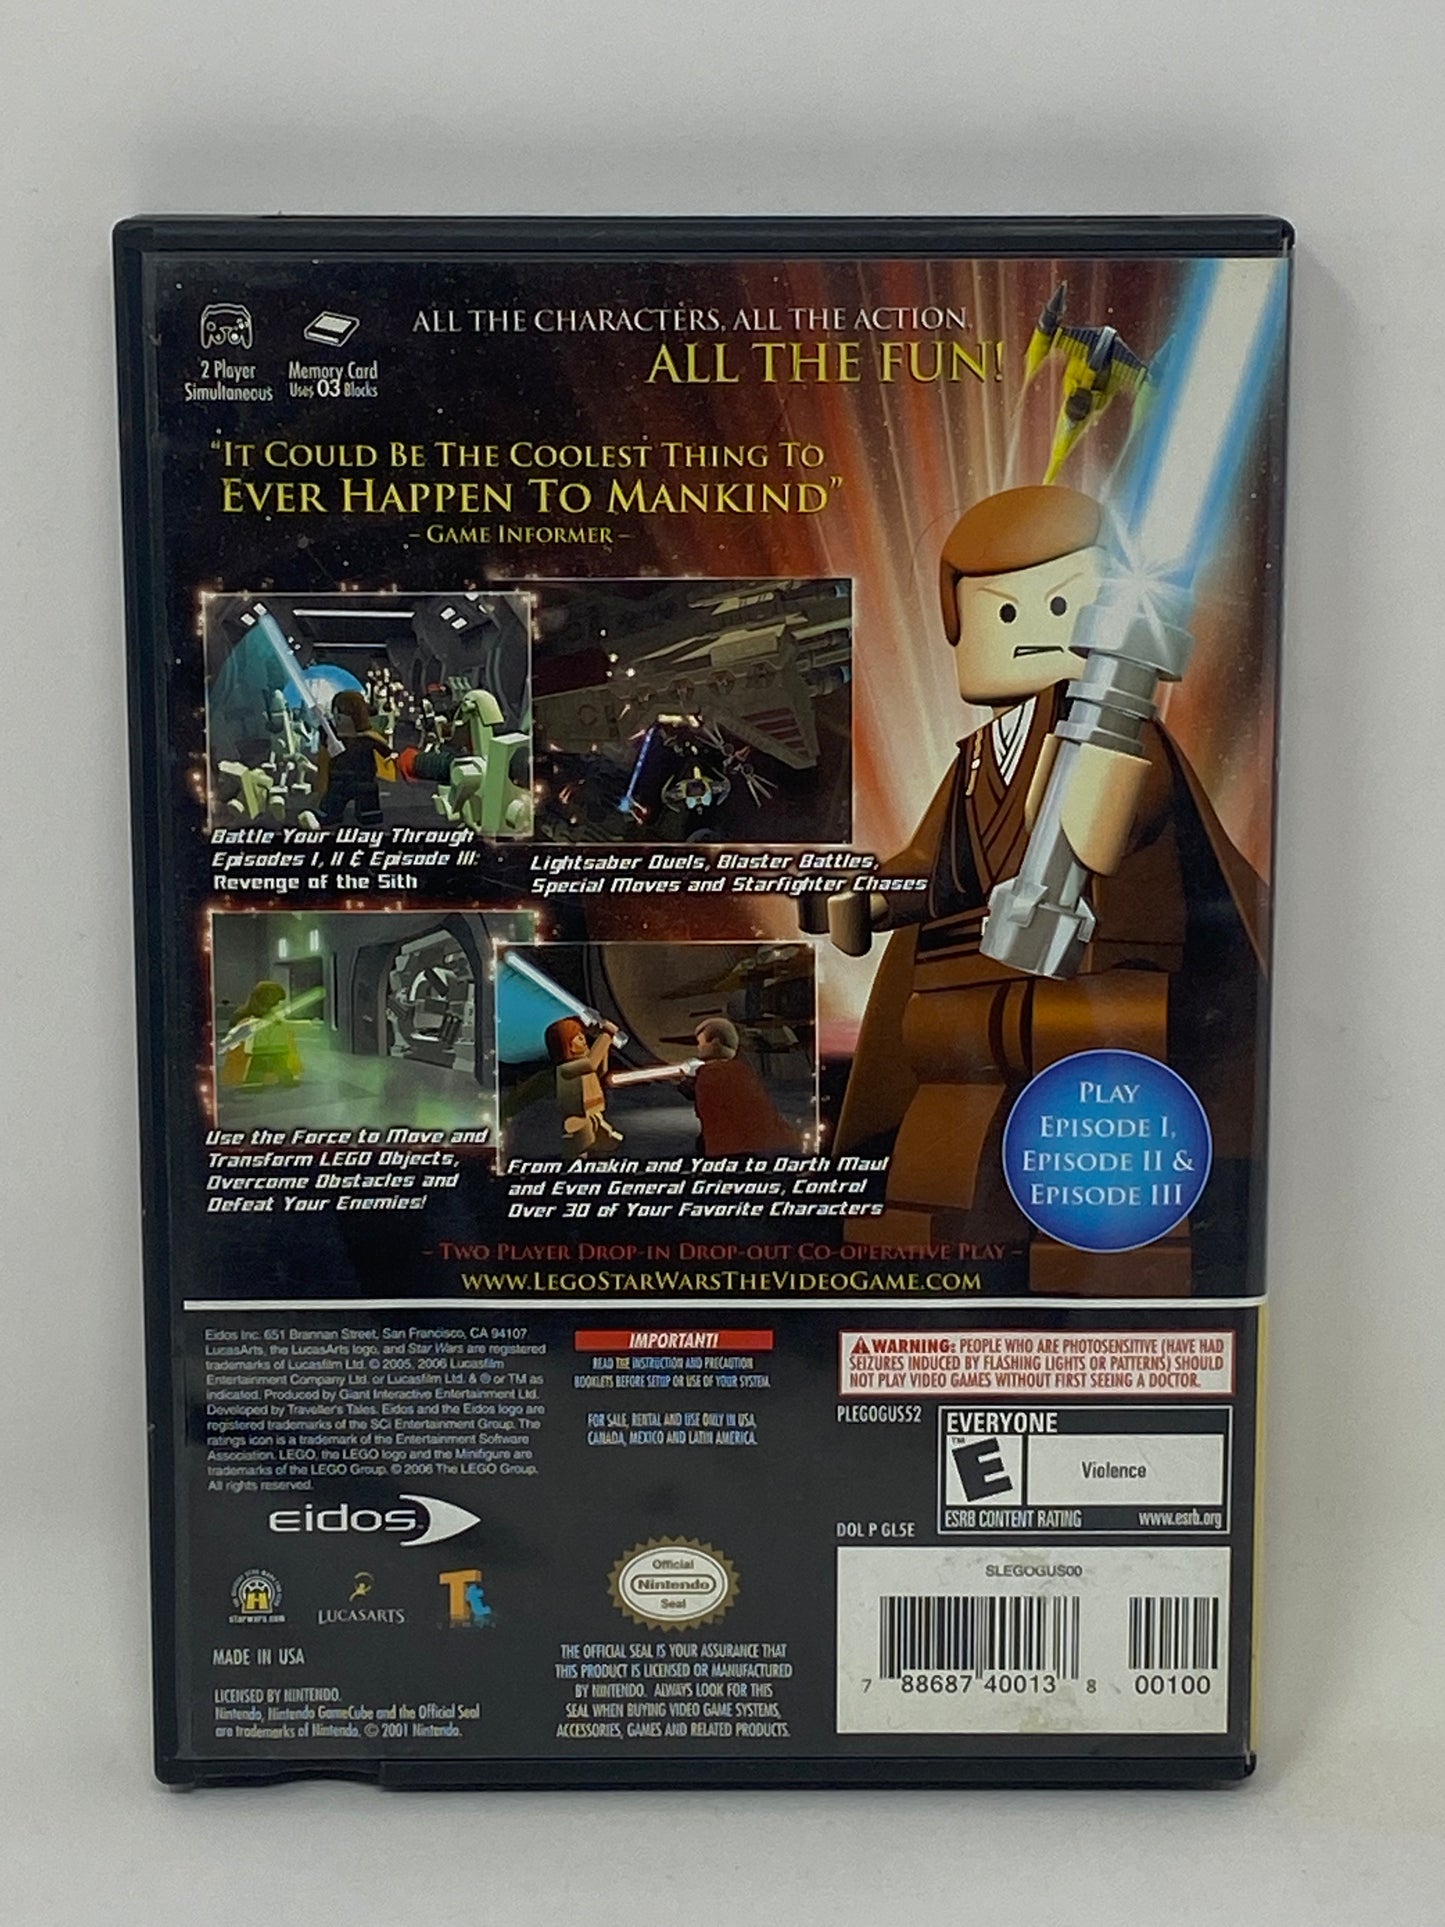 2 Player
Simultaneous
Memory Card
Uses 03 Blocks
ALL THE CHARACTERS, ALL THE ACTION,
ALL THE FUN!
"IT COULD BE THE COOLEST THING TO
EVER HAPPEN TO MANKIND"
– GAME INFORMER –
Battle Your Way Through
Episodes I, II & Episode III:
Revenge of the Sith
Lightsaber Duels, Blaster Battles,
Special Moves and Starfighter Chases
Use the Force to Move and
Transform LEGO Objects,
Overcome Obstacles and
Defeat Your Enemies!
From Anakin and Yoda to Darth Maul
and Even General Grievous, Control
Over 30 of Your Favorite Characters
PLAY
EPISODE I,
EPISODE II &
EPISODE III
– TWO PLAYER DROP-IN DROP-OUT CO-OPERATIVE PLAY –
WWW.LEGOSTARWARSTHEVIDEOGAME.COM
Eidos Inc. 651 Brannan Street, San Francisco, CA 94107
LucasArts, the LucasArts logo, and Star Wars are registered
trademarks of Lucasfilm Ltd. © 2005, 2006 Lucasfilm
Entertainment Company Ltd. or Lucasfilm Ltd. & ® or TM as
indicated. Produced by Giant Interactive Entertainment Ltd.
Developed by Traveller's Tales. Eidos and the Eidos logo are
registered trademarks of the SCi Entertainment Group. The
ratings icon is a trademark of the Entertainment Software
Association. LEGO, the LEGO logo and the Minifigure are
trademarks of the LEGO Group. © 2006 The LEGO Group.
All rights reserved.
eidos
starwars.com
LUCASARTS
Tt
MADE IN USA
LICENSED BY NINTENDO.
Nintendo, Nintendo GameCube and the Official Seal
are trademarks of Nintendo. © 2001 Nintendo.
IMPORTANT!
READ THE INSTRUCTION AND PRECAUTION
BOOKLETS BEFORE SETUP OR USE OF YOUR SYSTEM.
FOR SALE, RENTAL AND USE ONLY IN USA,
CANADA, MEXICO AND LATIN AMERICA.
Official
Nintendo
Seal
THE OFFICIAL SEAL IS YOUR ASSURANCE THAT
THIS PRODUCT IS LICENSED OR MANUFACTURED
BY NINTENDO. ALWAYS LOOK FOR THIS
SEAL WHEN BUYING VIDEO GAME SYSTEMS,
ACCESSORIES, GAMES AND RELATED PRODUCTS.
WARNING: PEOPLE WHO ARE PHOTOSENSITIVE (HAVE HAD
SEIZURES INDUCED BY FLASHING LIGHTS OR PATTERNS) SHOULD
NOT PLAY VIDEO GAMES WITHOUT FIRST SEEING A DOCTOR.
PLEGOGUS52
EVERYONE
E
TM
Violence
ESRB CONTENT RATING www.esrb.org
DOL P GL5E
SLEGOGUS00
7 88687 40013 8 00100